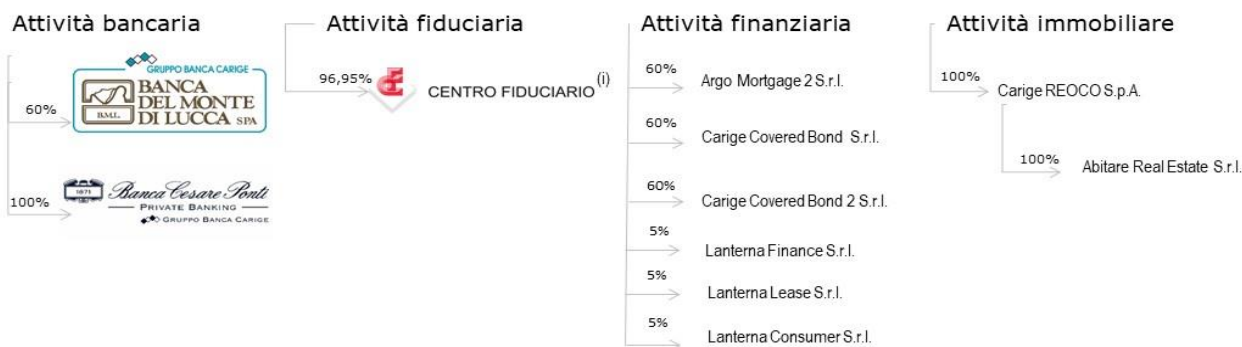 Attività bancaria
60%
GRUPPO BANCA CARIGE
BANCA
DEL MONTE
DI LUCCA SPA
B.M.L.
100%
1871
Banca Cesare Ponti
PRIVATE BANKING
GRUPPO BANCA CARIGE
Attività fiduciaria
96,95%
CENTRO FIDUCIARIO (i)
Attività finanziaria
60%
Argo Mortgage 2 S.r.l.
60%
Carige Covered Bond S.r.l.
60%
Carige Covered Bond 2 S.r.l.
5%
Lanterna Finance S.r.l.
5%
Lanterna Lease S.r.l.
5%
Lanterna Consumer S.r.l.
Attività immobiliare
100%
Carige REOCO S.p.A.
100%
Abitare Real Estate S.r.l.